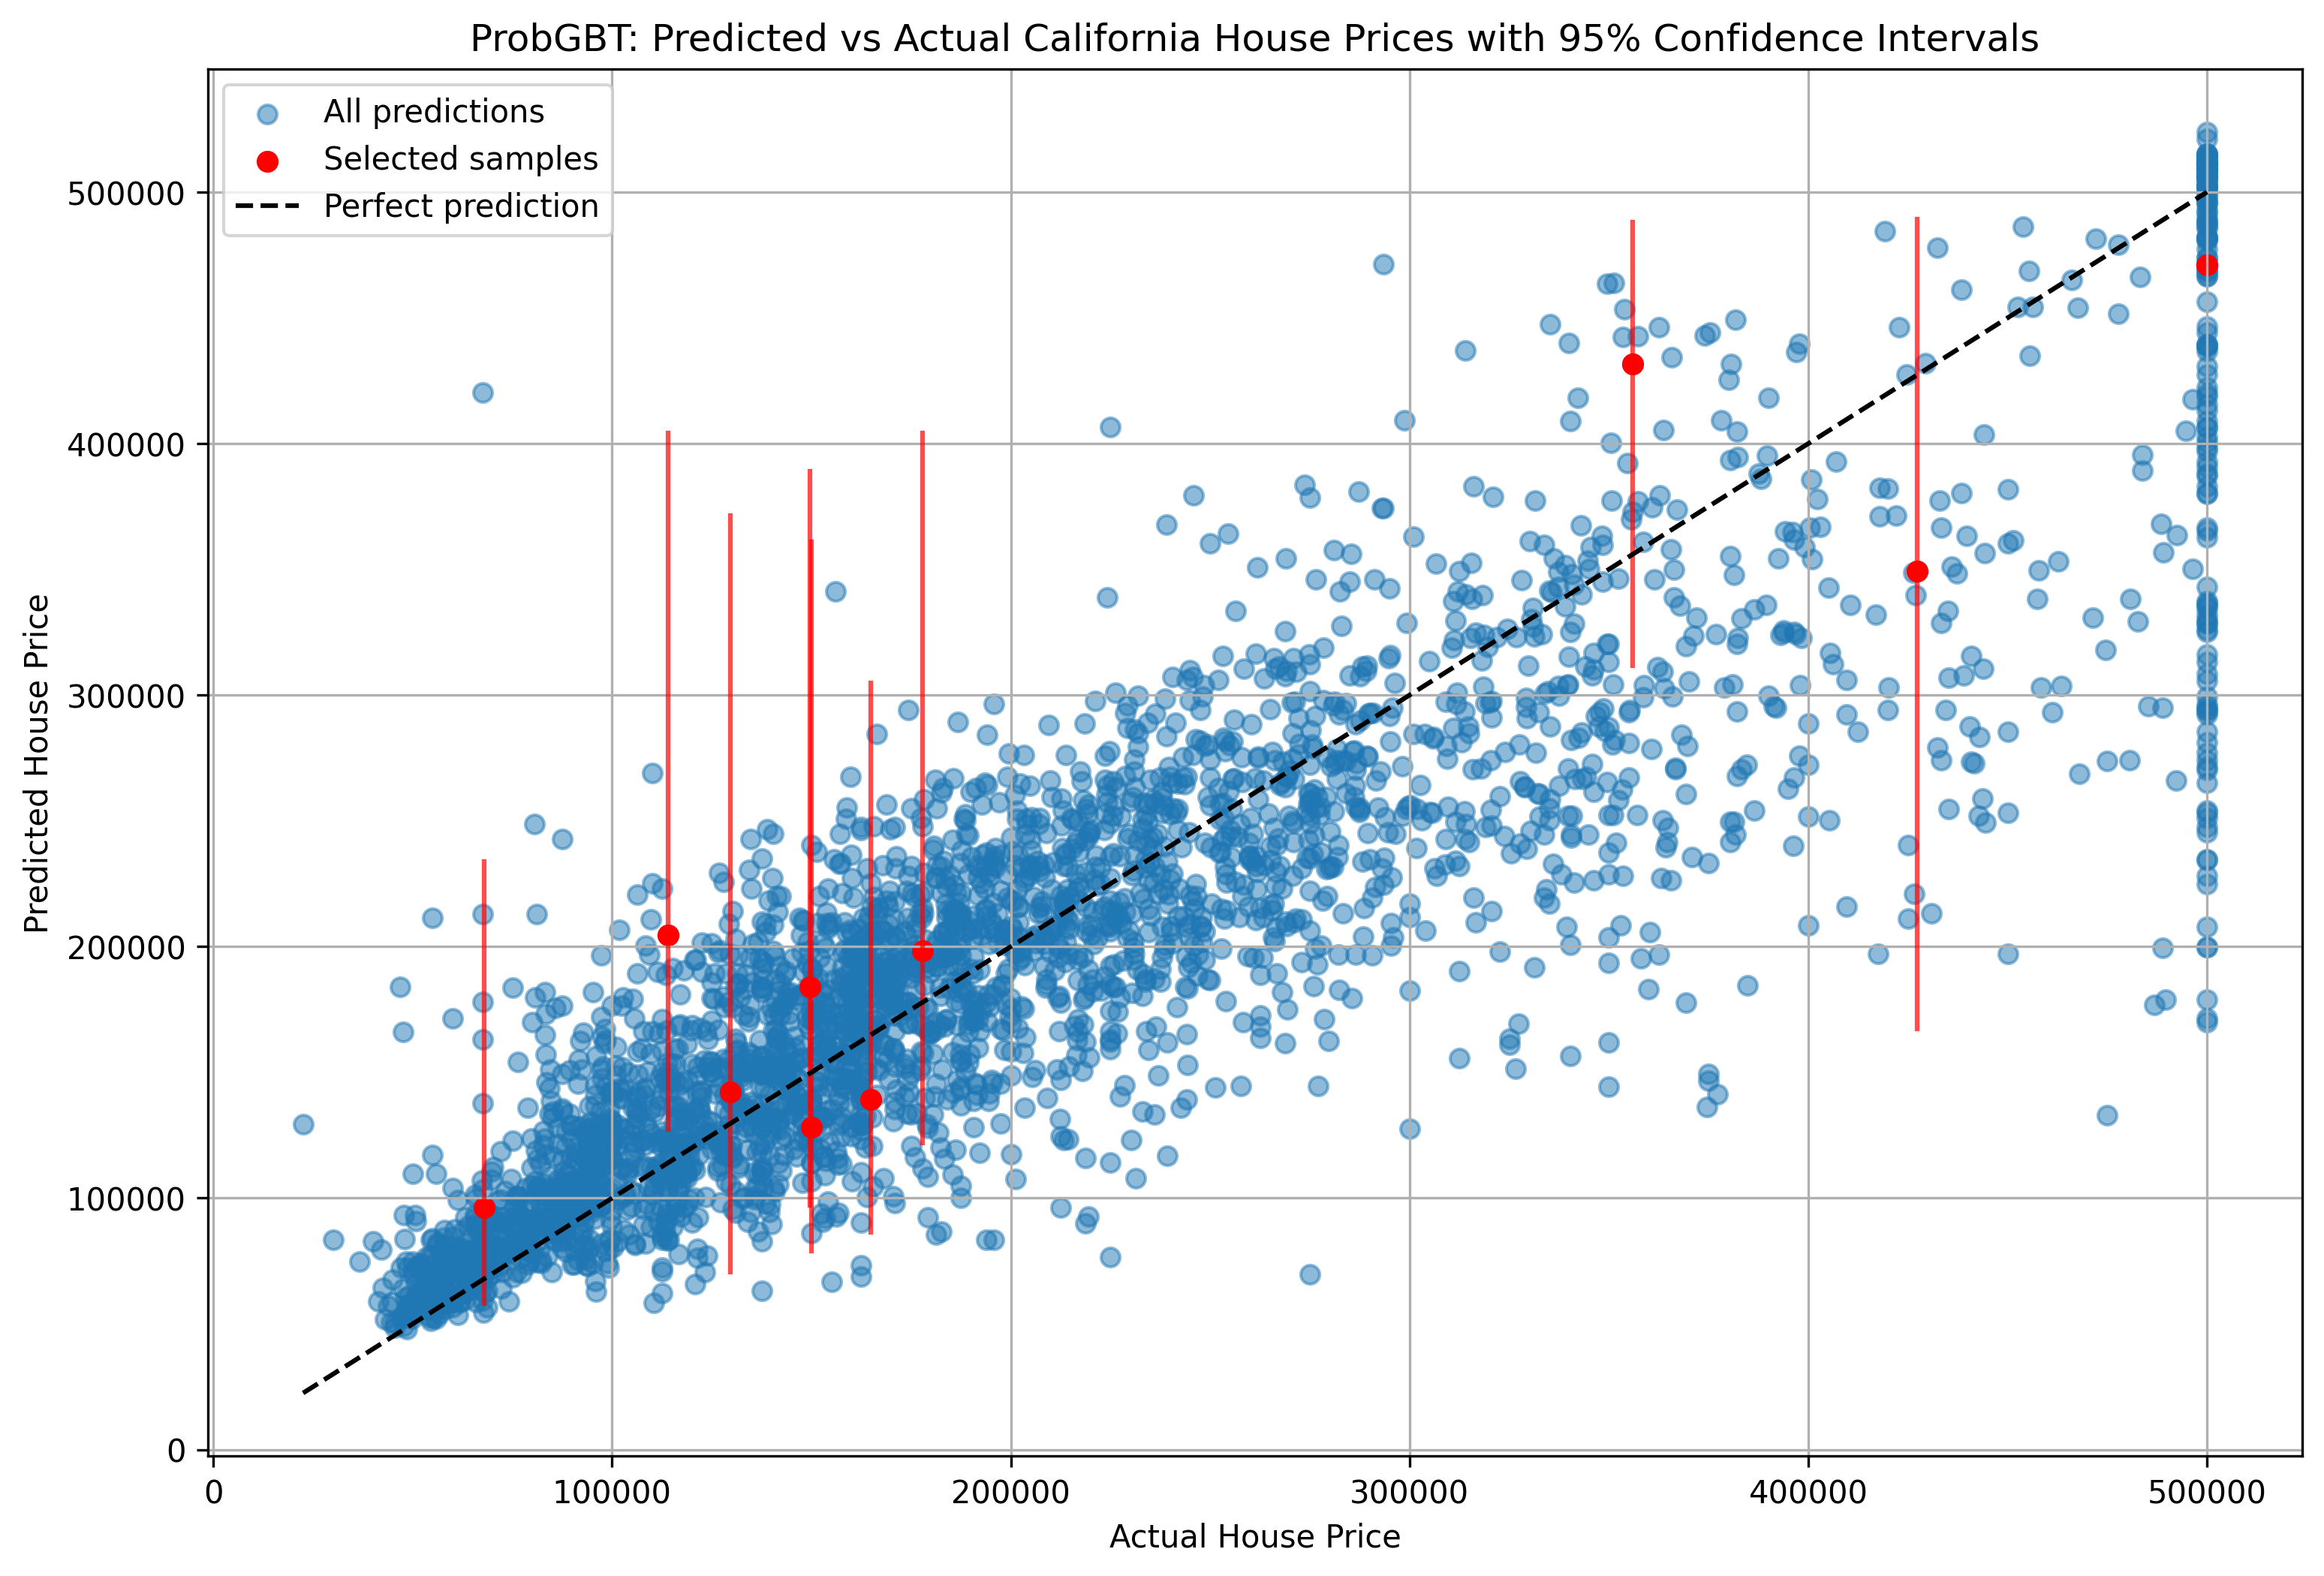 ProbGBT: Predicted vs Actual California House Prices with 95% Confidence Intervals
All predictions
Selected samples
Perfect prediction
Predicted House Price
500000
400000
300000
200000
100000
0
0 100000 200000 300000 400000 500000
Actual House Price